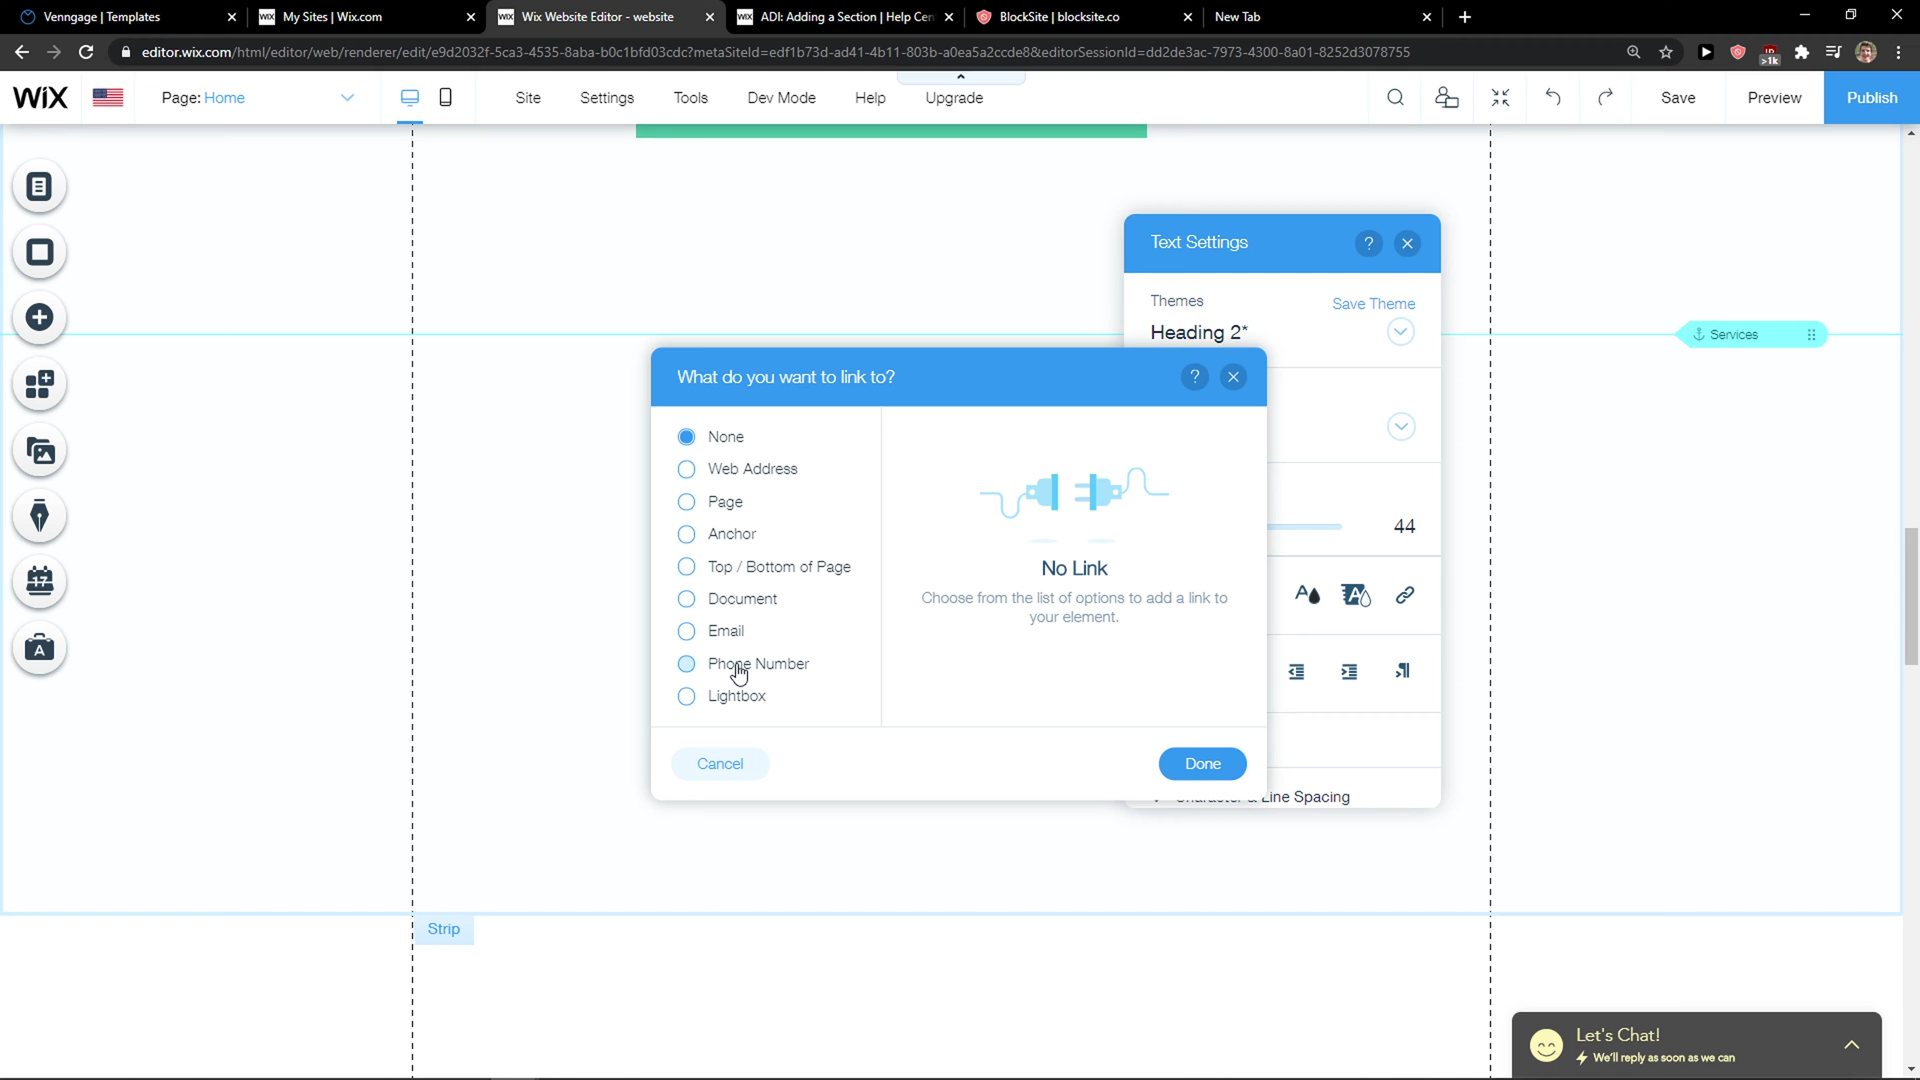 Venngage | Templates
My Sites | Wix.com
Wix Website Editor - website
ADI: Adding a Section | Help Cen
BlockSite | blocksite.co
New Tab
editor.wix.com/html/editor/web/renderer/edit/e9d2032f-5ca3-4535-8aba-b0c1bfd03cdc?metaSiteId=edf1b73d-ad41-4b11-803b-a0ea5a2ccde8&editorSessionId=dd2de3ac-7973-4300-8a01-8252d3078755
>1k
WiX
Page: Home
Site
Settings
Tools
Dev Mode
Help
Upgrade
Save
Preview
Publish
Text Settings
?
Themes
Save Theme
Heading 2*
Services
What do you want to link to?
?
None
Web Address
Page
Anchor
Top / Bottom of Page
Document
Email
Phone Number
Lightbox
No Link
Choose from the list of options to add a link to
your element.
44
17
Cancel
Done
Character & Line Spacing
Strip
Let's Chat!
We'll reply as soon as we can